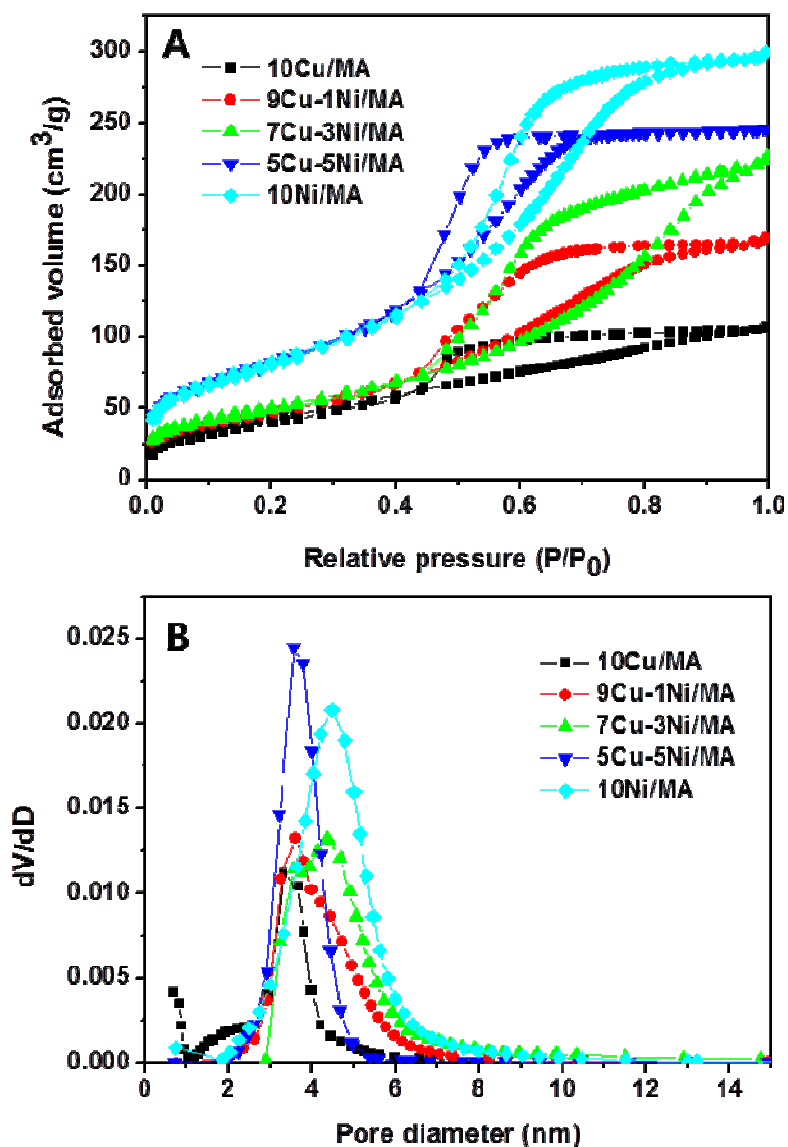 A
300
250
200
150
100
50
0
Adsorbed volume (cm³/g)
10Cu/MA
9Cu-1Ni/MA
7Cu-3Ni/MA
5Cu-5Ni/MA
10Ni/MA
0.0 0.2 0.4 0.6 0.8 1.0
Relative pressure (P/P₀)
B
0.025
0.020
0.015
0.010
0.005
0.000
dV/dD
10Cu/MA
9Cu-1Ni/MA
7Cu-3Ni/MA
5Cu-5Ni/MA
10Ni/MA
0 2 4 6 8 10 12 14
Pore diameter (nm)